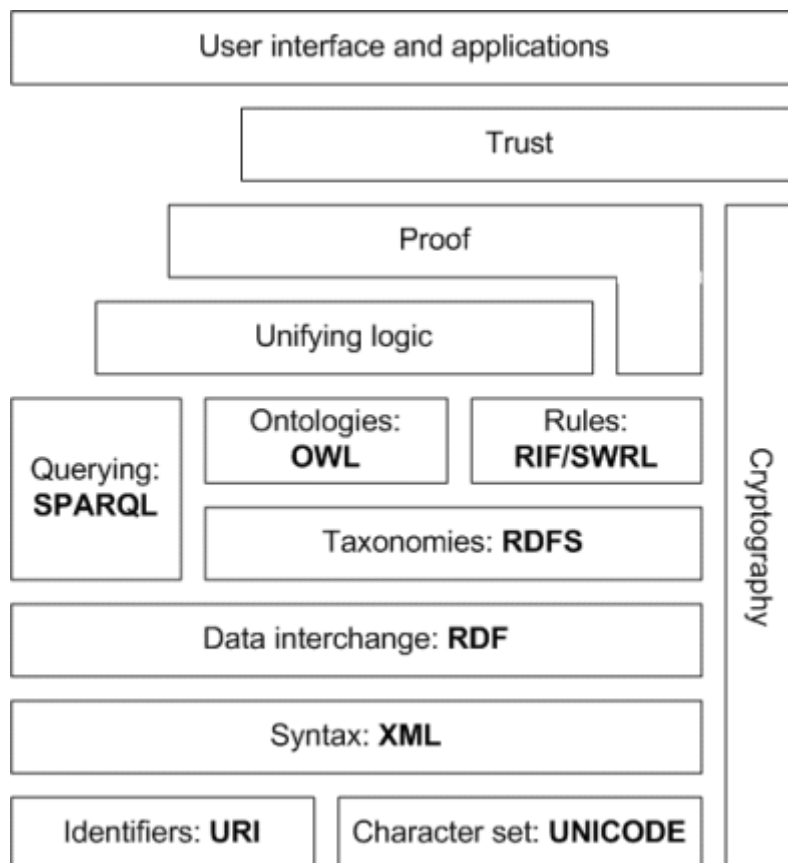 User interface and applications
Trust
Proof
Unifying logic
Querying:
SPARQL
Ontologies:
OWL
Rules:
RIF/SWRL
Taxonomies: RDFS
Cryptography
Data interchange: RDF
Syntax: XML
Identifiers: URI
Character set: UNICODE